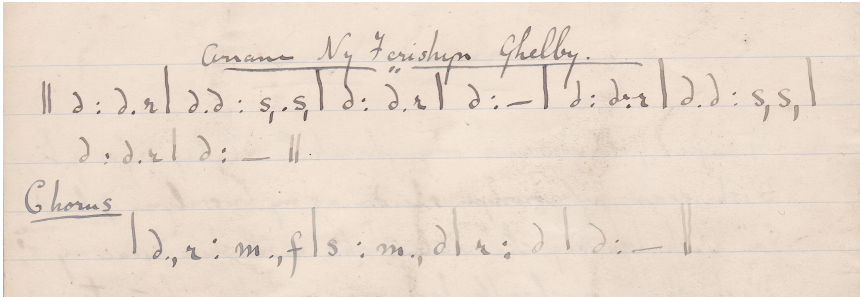 Arrane Ny Ferishyn Ghelby.
‖ d : d.r | d.d : s,.s, | d : d.r | d : — | d : d.r | d.d : s, s, |
d : d.r | d : — ‖.
Chorus
| d., r : m., f | s : m., d | r : d | d : — ‖